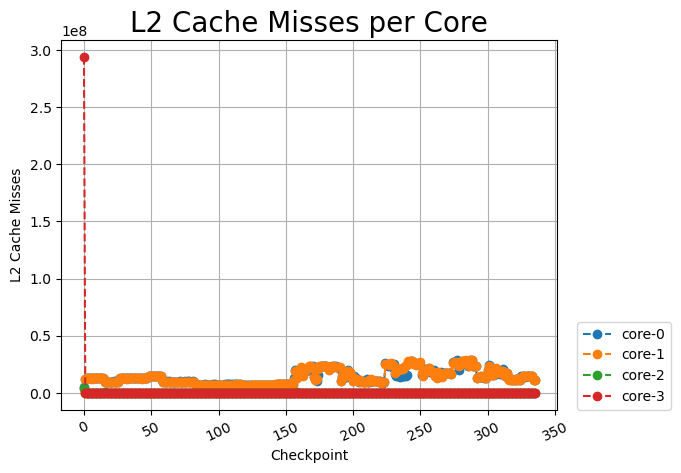 L2 Cache Misses per Core
1e8
3.0
2.5
2.0
1.5
1.0
0.5
0.0
L2 Cache Misses
0
50
100
150
200
250
300
350
Checkpoint
core-0
core-1
core-2
core-3